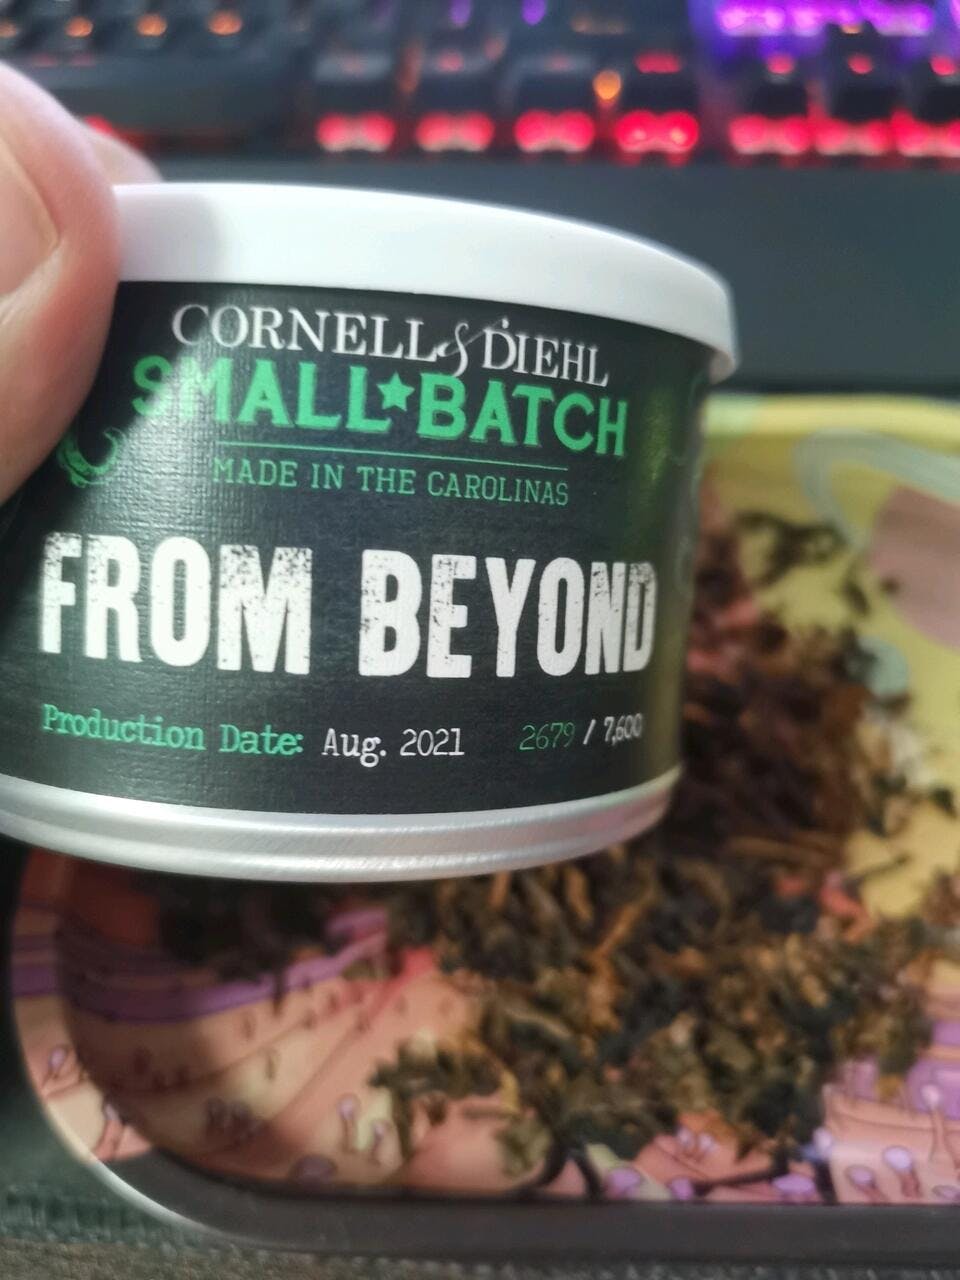 CORNELL & DIEHL
SMALL★BATCH
MADE IN THE CAROLINAS
FROM BEYOND
Production Date: Aug. 2021 2679 / 7,600